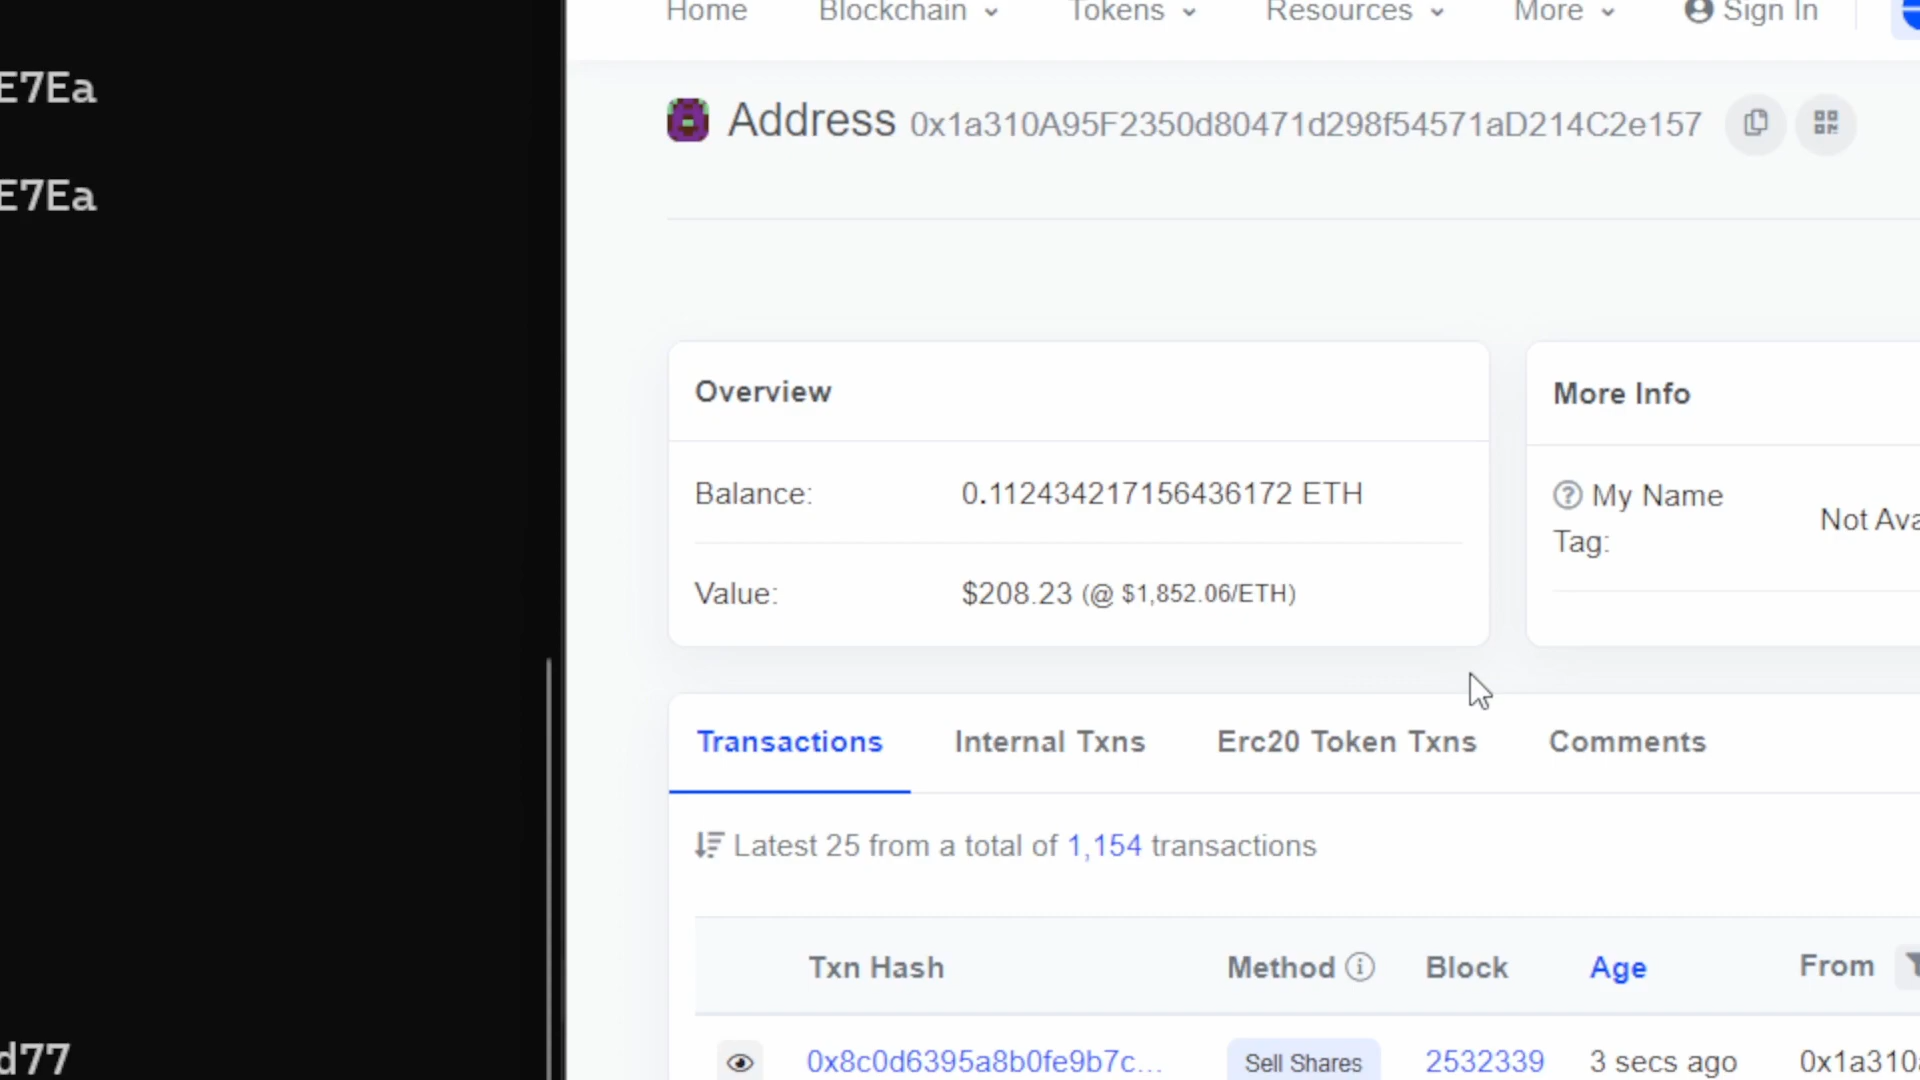 E7Ea
E7Ea
d77
Home Blockchain Tokens Resources More Sign In
Address 0x1a310A95F2350d80471d298f54571aD214C2e157
Overview
Balance: 0.112434217156436172 ETH
Value: $208.23 (@ $1,852.06/ETH)
More Info
My Name
Tag:
Not Ava
Transactions Internal Txns Erc20 Token Txns Comments
Latest 25 from a total of 1,154 transactions
Txn Hash Method Block Age From
0x8c0d6395a8b0fe9b7c... Sell Shares 2532339 3 secs ago 0x1a310